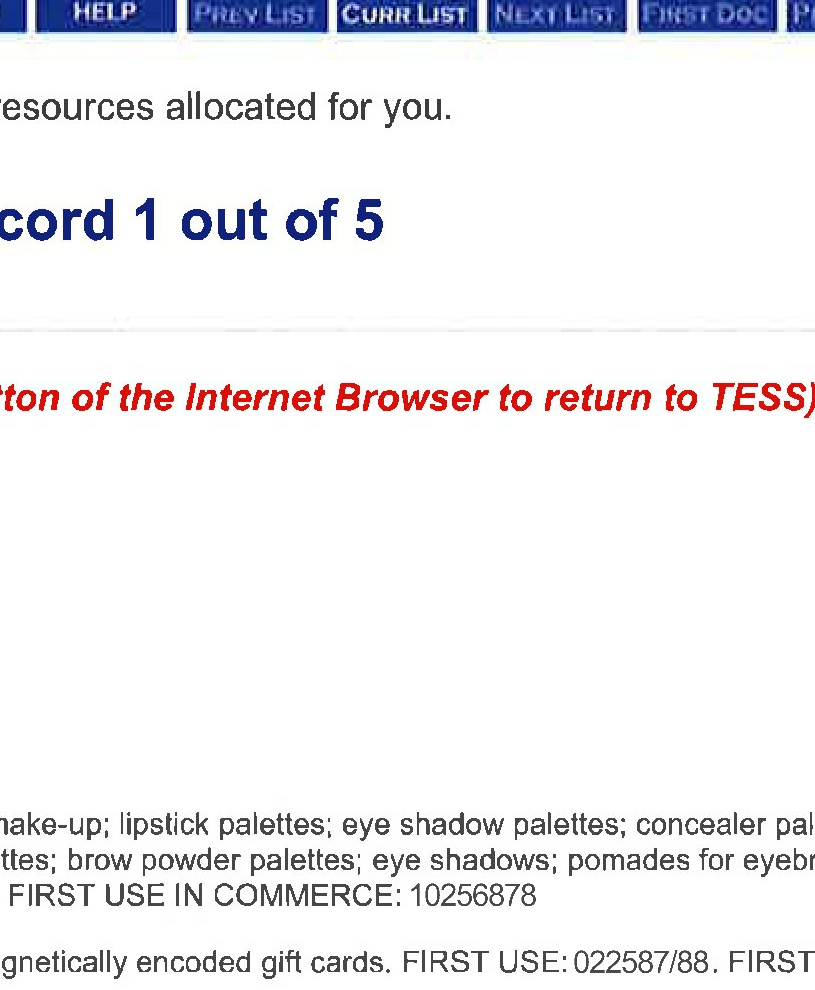 HELP PREV LIST CURR LIST NEXT LIST FIRST DOC
resources allocated for you.
cord 1 out of 5
tton of the Internet Browser to return to TESS)
make-up; lipstick palettes; eye shadow palettes; concealer pal
ttes; brow powder palettes; eye shadows; pomades for eyebr
FIRST USE IN COMMERCE: 10256878
gnetically encoded gift cards. FIRST USE: 022587/88. FIRST